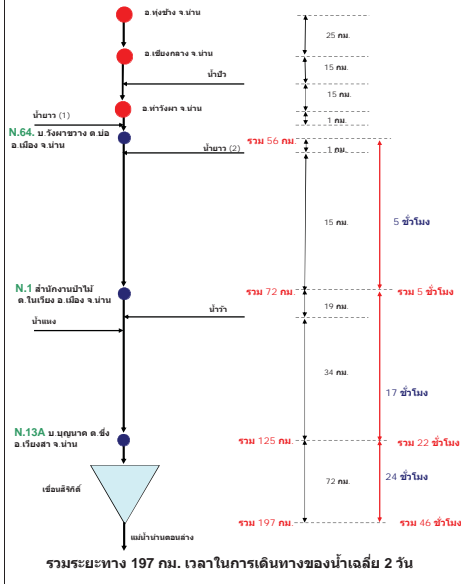 อ.ทุ่งช้าง จ.น่าน
25 กม.
อ.เชียงกลาง จ.น่าน
15 กม.
น้ำปัว
15 กม.
อ.ท่าวังผา จ.น่าน
น้ำยาว (1)
1 กม.
N.64. บ.วังผาขวาง ต.บ่อ
อ.เมือง จ.น่าน
รวม 56 กม.
น้ำยาว (2)
1 กม.
15 กม.
5 ชั่วโมง
N.1 สำนักงานป่าไม้
ต.ในเวียง อ.เมือง จ.น่าน
รวม 72 กม.
รวม 5 ชั่วโมง
19 กม.
น้ำว้า
น้ำแหง
34 กม.
17 ชั่วโมง
N.13A บ.บุญนาค ต.ขึ่ง
อ.เวียงสา จ.น่าน
รวม 125 กม.
รวม 22 ชั่วโมง
เขื่อนสิริกิติ์
72 กม.
24 ชั่วโมง
รวม 197 กม.
รวม 46 ชั่วโมง
แม่น้ำน่านตอนล่าง
รวมระยะทาง 197 กม. เวลาในการเดินทางของน้ำเฉลี่ย 2 วัน